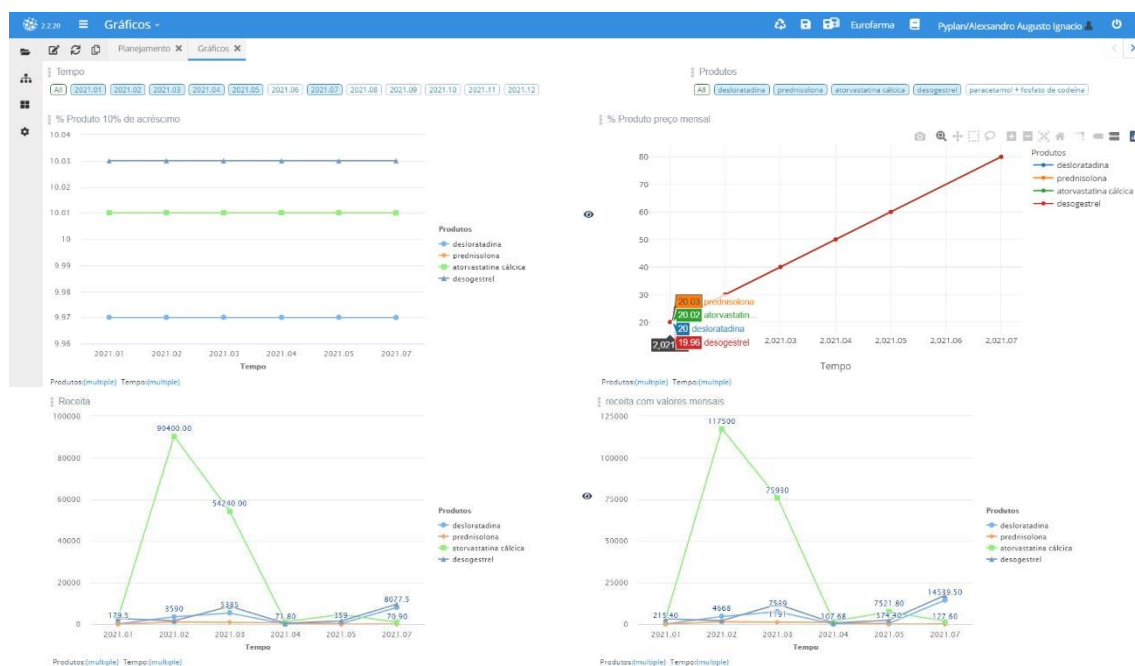 2.2.20 Gráficos - Eurofarma Pyplan/Alexsandro Augusto Ignacio
Planejamento Gráficos
Tempo
All 2021.01 2021.02 2021.03 2021.04 2021.05 2021.06 2021.07 2021.08 2021.09 2021.10 2021.11 2021.12
Produtos
All desloratadina prednisolona atorvastatina cálcica desogestrel paracetamol + fosfato de codeína
% Produto 10% de acréscimo
10.04
10.03
10.02
10.01
10
9.99
9.98
9.97
9.96
2021.01 2021.02 2021.03 2021.04 2021.05 2021.07
Tempo
Produtos
desloratadina
prednisolona
atorvastatina cálcica
desogestrel
Produtos:(multiple) Tempo:(multiple)
% Produto preço mensal
80
70
60
50
40
30
20
20.03 prednisolona
20.02 atorvastatin...
20 desloratadina
19.96 desogestrel
2,021 2,021.03 2,021.04 2,021.05 2,021.06 2,021.07
Tempo
Produtos
desloratadina
prednisolona
atorvastatina cálcica
desogestrel
Produtos:(multiple) Tempo:(multiple)
Receita
100000
80000
60000
40000
20000
0
90400.00
54240.00
179.5 3590 5385 71.80 359 8077.5
70.90
2021.01 2021.02 2021.03 2021.04 2021.05 2021.07
Tempo
Produtos
desloratadina
prednisolona
atorvastatina cálcica
desogestrel
Produtos:(multiple) Tempo:(multiple)
receita com valores mensais
125000
100000
75000
50000
25000
0
117500
75930
14539.50
215.40 4668 7539 107.68 7521.80
1191 574.40 127.60
2021.01 2021.02 2021.03 2021.04 2021.05 2021.07
Tempo
Produtos
desloratadina
prednisolona
atorvastatina cálcica
desogestrel
Produtos:(multiple) Tempo:(multiple)